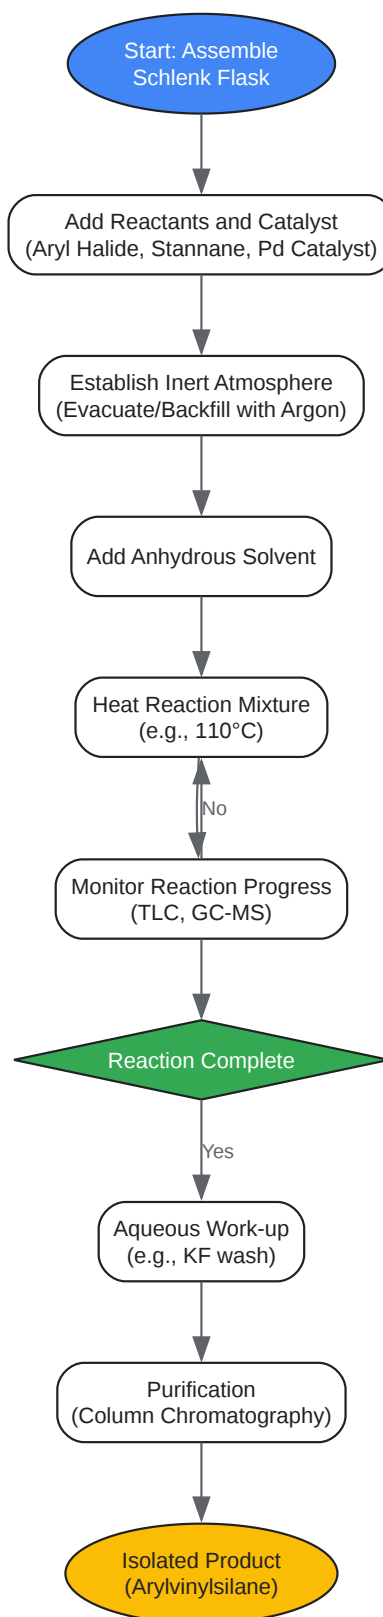 Start: Assemble
Schlenk Flask
Add Reactants and Catalyst
(Aryl Halide, Stannane, Pd Catalyst)
Establish Inert Atmosphere
(Evacuate/Backfill with Argon)
Add Anhydrous Solvent
Heat Reaction Mixture
(e.g., 110°C)
No
Monitor Reaction Progress
(TLC, GC-MS)
Reaction Complete
Yes
Aqueous Work-up
(e.g., KF wash)
Purification
(Column Chromatography)
Isolated Product
(Arylvinylsilane)